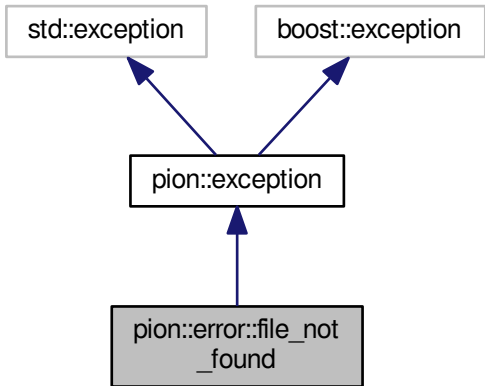 std::exception
boost::exception
pion::exception
pion::error::file_not
_found